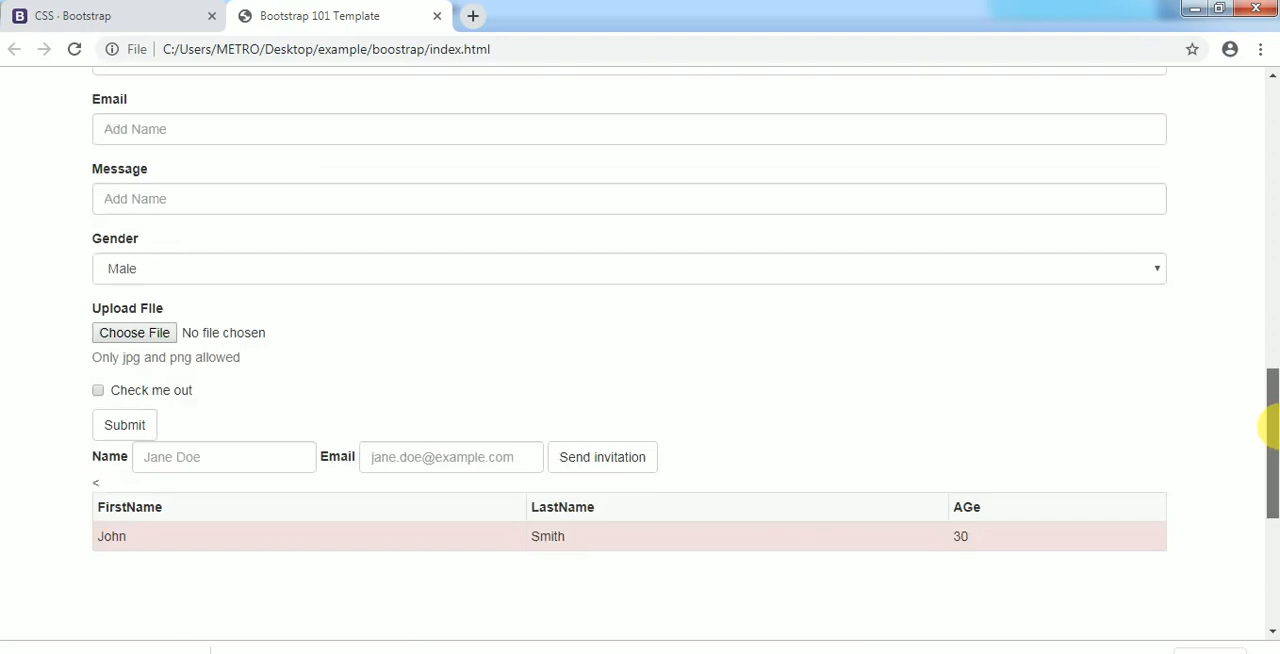 CSS · Bootstrap
Bootstrap 101 Template
File C:/Users/METRO/Desktop/example/boostrap/index.html
Email
Add Name
Message
Add Name
Gender
Male
Upload FIle
Choose File No file chosen
Only jpg and png allowed
Check me out
Submit
Name Jane Doe Email jane.doe@example.com Send invitation
<
FirstName LastName AGe
John Smith 30